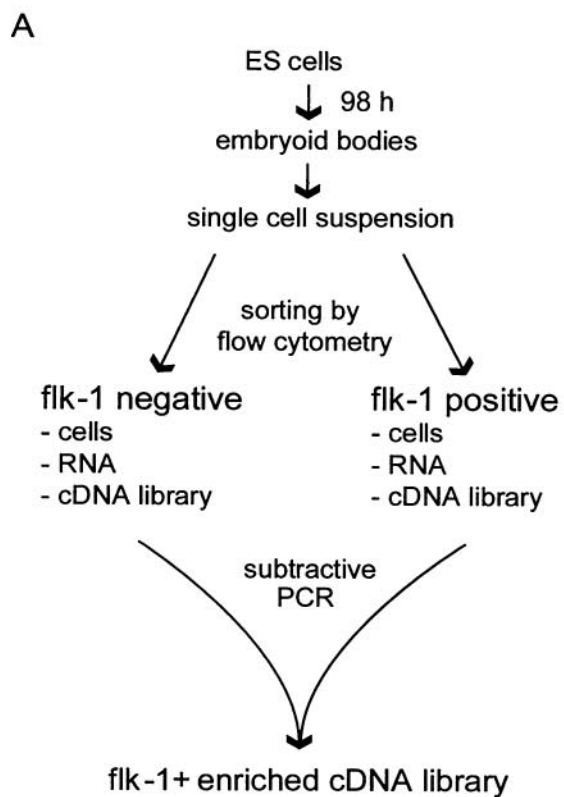 A
ES cells
98 h
embryoid bodies
single cell suspension
sorting by
flow cytometry
flk-1 negative
- cells
- RNA
- cDNA library
flk-1 positive
- cells
- RNA
- cDNA library
subtractive
PCR
flk-1+ enriched cDNA library